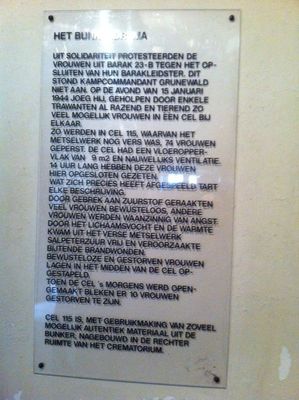 HET BUNKERDRAMA
UIT SOLIDARITEIT PROTESTEERDEN DE
VROUWEN UIT BARAK 23-B TEGEN HET OP-
SLUITEN VAN HUN BARAKLEIDSTER. DIT
STOND KAMPCOMMANDANT GRUNEWALD
NIET AAN. OP DE AVOND VAN 15 JANUARI
1944 JOEG HIJ, GEHOLPEN DOOR ENKELE
TRAWANTEN AL RAZEND EN TIEREND ZO
VEEL MOGELIJK VROUWEN IN EEN CEL BIJ
ELKAAR.
ZO WERDEN IN CEL 115, WAARVAN HET
METSELWERK NOG VERS WAS, 74 VROUWEN
GEPERST. DE CEL HAD EEN VLOEROPPER-
VLAK VAN 9 m2 EN NAUWELIJKS VENTILATIE.
14 UUR LANG HEBBEN DEZE VROUWEN
HIER OPGESLOTEN GEZETEN.
WAT ZICH PRECIES HEEFT AFGESPEELD TART
ELKE BESCHRIJVING.
DOOR GEBREK AAN ZUURSTOF GERAAKTEN
VEEL VROUWEN BEWUSTELOOS, ANDERE
VROUWEN WERDEN WAANZINNIG VAN ANGST.
DOOR HET LICHAAMSVOCHT EN DE WARMTE
KWAM UIT HET VERSE METSELWERK
SALPETERZUUR VRIJ EN VEROORZAAKTE
BIJTENDE BRANDWONDEN.
BEWUSTELOZE EN GESTORVEN VROUWEN
LAGEN IN HET MIDDEN VAN DE CEL OP-
GESTAPELD.
TOEN DE CEL 's MORGENS WERD OPEN-
GEMAAKT BLEKEN ER 10 VROUWEN
GESTORVEN TE ZIJN.
CEL 115 IS, MET GEBRUIKMAKING VAN ZOVEEL
MOGELIJK AUTENTIEK MATERIAAL UIT DE
BUNKER, NAGEBOUWD IN DE RECHTER
RUIMTE VAN HET CREMATORIUM.